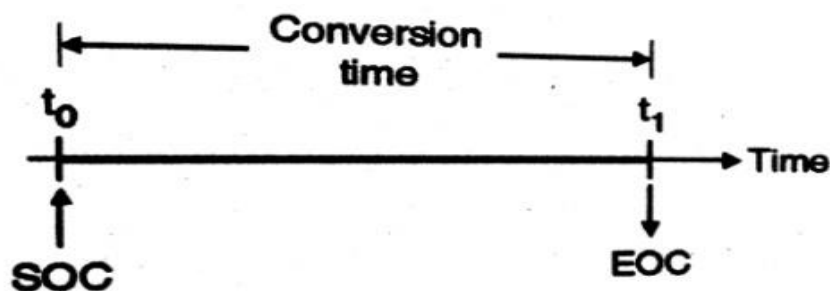 Conversion
time
t₀
t₁
Time
SOC
EOC